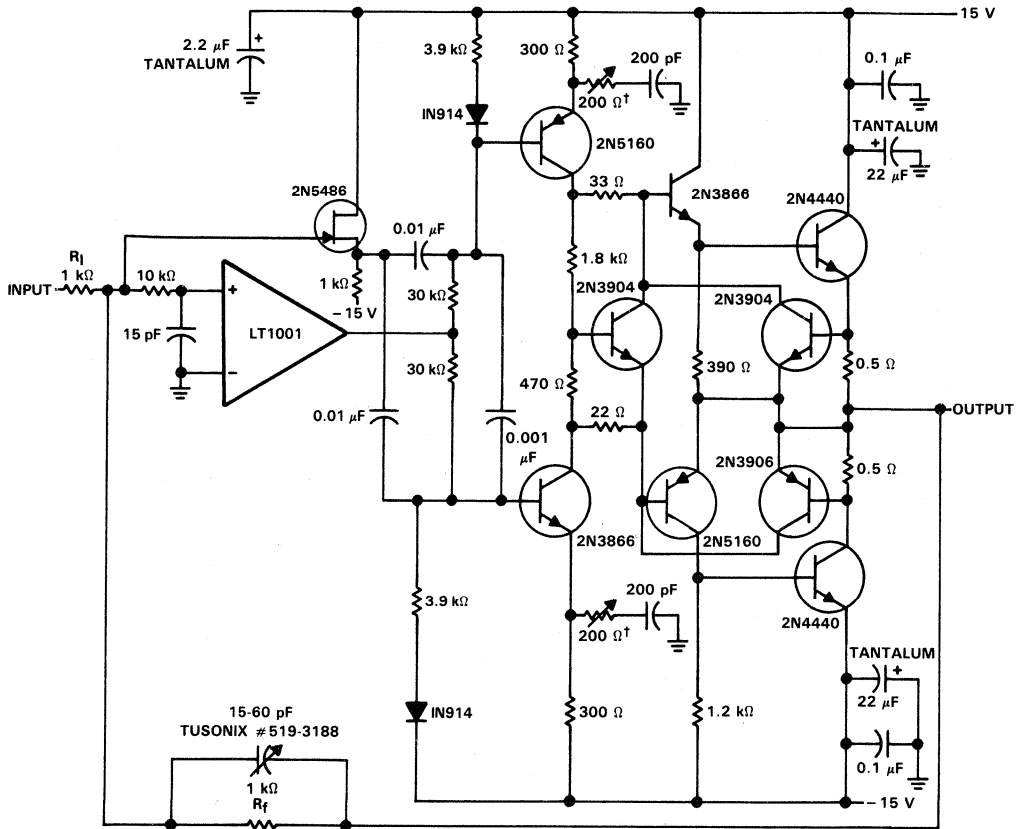 15 V
2.2 μF
+
TANTALUM
3.9 kΩ
300 Ω
200 pF
200 Ω†
0.1 μF
IN914
2N5160
TANTALUM
+
22 μF
33 Ω
2N3866
2N4440
2N5486
0.01 μF
RI
1 kΩ
10 kΩ
INPUT
+
1 kΩ
- 15 V
30 kΩ
1.8 kΩ
2N3904
2N3904
15 pF
LT1001
−
30 kΩ
470 Ω
390 Ω
0.5 Ω
OUTPUT
0.01 μF
0.001
μF
22 Ω
2N3906
0.5 Ω
2N3866
2N5160
3.9 kΩ
200 pF
200 Ω†
2N4440
TANTALUM
+
22 μF
IN914
300 Ω
1.2 kΩ
0.1 μF
15-60 pF
TUSONIX #519-3188
1 kΩ
Rf
- 15 V